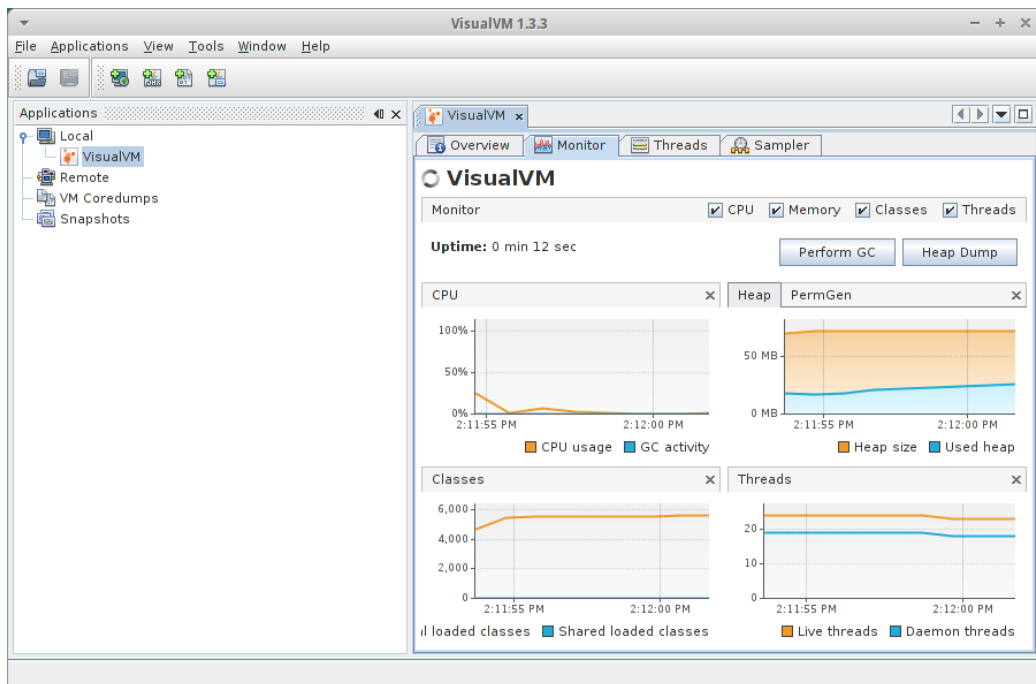 VisualVM 1.3.3
File Applications View Tools Window Help
Applications
Local
VisualVM
Remote
VM Coredumps
Snapshots
VisualVM
Overview Monitor Threads Sampler
VisualVM
Monitor CPU Memory Classes Threads
Uptime: 0 min 12 sec
Perform GC Heap Dump
CPU
100%
50%
0%
2:11:55 PM 2:12:00 PM
CPU usage GC activity
Heap PermGen
50 MB
0 MB
2:11:55 PM 2:12:00 PM
Heap size Used heap
Classes
6,000
4,000
2,000
0
2:11:55 PM 2:12:00 PM
l loaded classes Shared loaded classes
Threads
20
10
0
2:11:55 PM 2:12:00 PM
Live threads Daemon threads